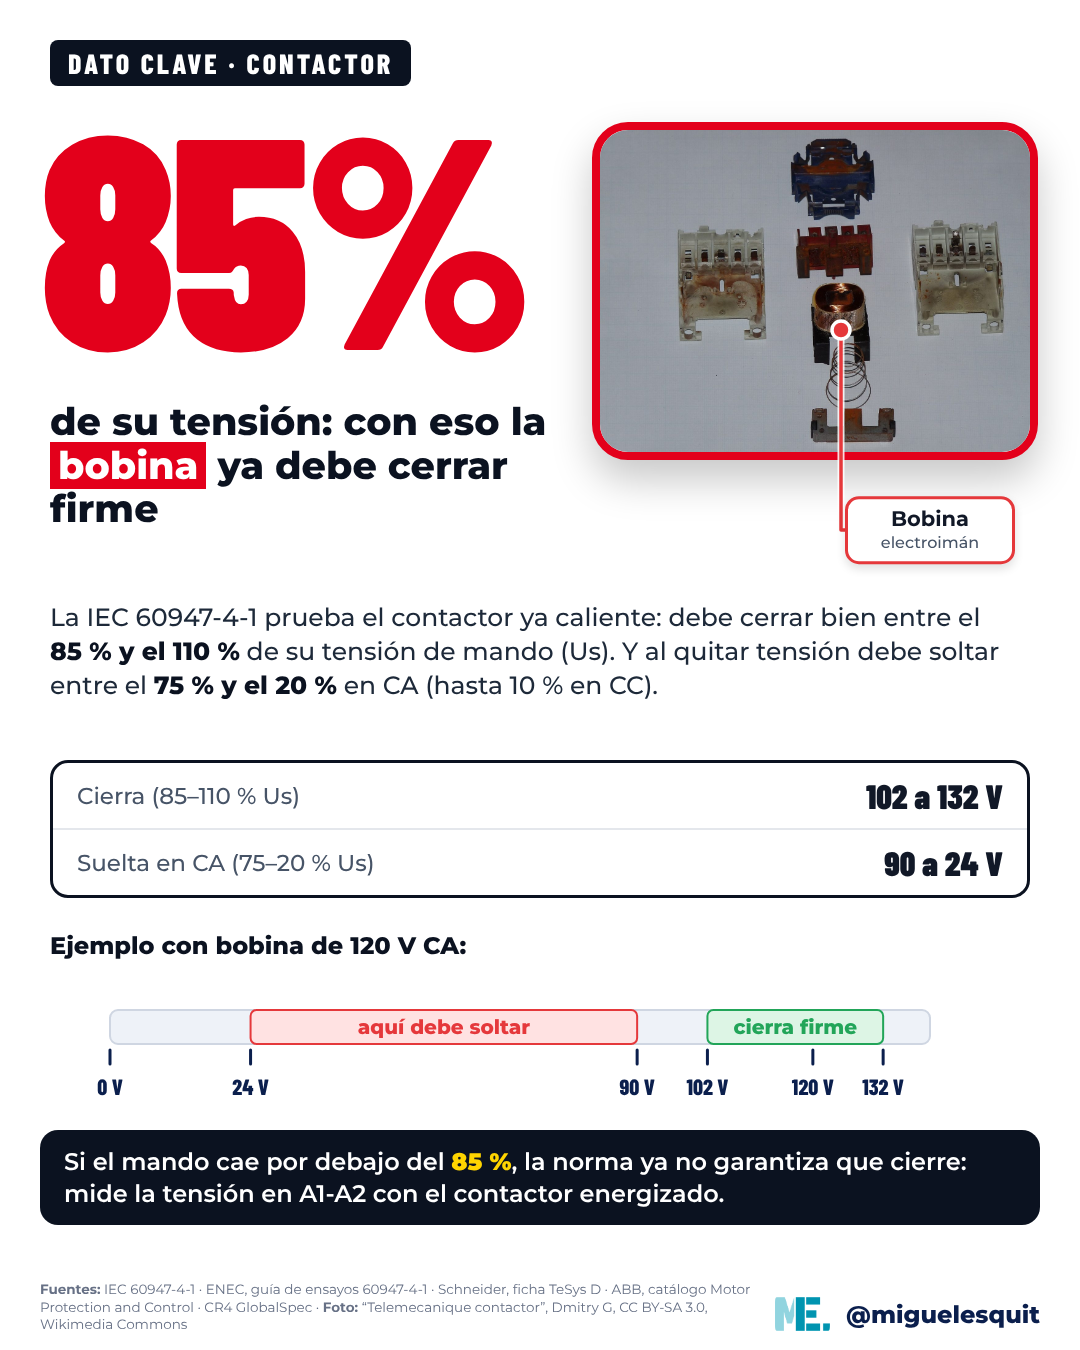 DATO CLAVE · CONTACTOR
85%
de su tensión: con eso la
bobina ya debe cerrar
firme
Bobina
electroimán
La IEC 60947-4-1 prueba el contactor ya caliente: debe cerrar bien entre el
85 % y el 110 % de su tensión de mando (Us). Y al quitar tensión debe soltar
entre el 75 % y el 20 % en CA (hasta 10 % en CC).
Cierra (85–110 % Us) 102 a 132 V
Suelta en CA (75–20 % Us) 90 a 24 V
Ejemplo con bobina de 120 V CA:
aquí debe soltar cierra firme
0 V 24 V 90 V 102 V 120 V 132 V
Si el mando cae por debajo del 85 %, la norma ya no garantiza que cierre:
mide la tensión en A1-A2 con el contactor energizado.
Fuentes: IEC 60947-4-1 · ENEC, guía de ensayos 60947-4-1 · Schneider, ficha TeSys D · ABB, catálogo Motor
Protection and Control · CR4 GlobalSpec · Foto: “Telemecanique contactor”, Dmitry G, CC BY-SA 3.0,
Wikimedia Commons
ME. @miguelesquit